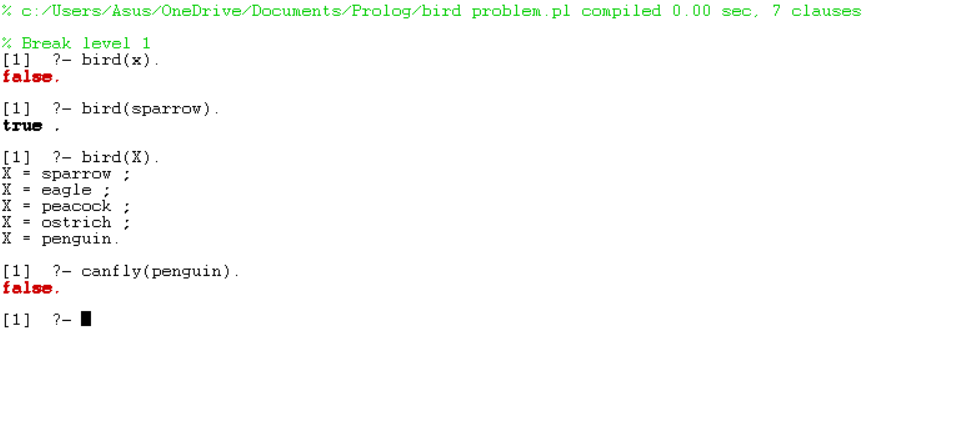 % c:/Users/Asus/OneDrive/Documents/Prolog/bird problem.pl compiled 0.00 sec, 7 clauses
% Break level 1
[1]  ?- bird(x).
false.
[1]  ?- bird(sparrow).
true .
[1]  ?- bird(X).
X = sparrow ;
X = eagle ;
X = peacock ;
X = ostrich ;
X = penguin.
[1]  ?- canfly(penguin).
false.
[1]  ?-